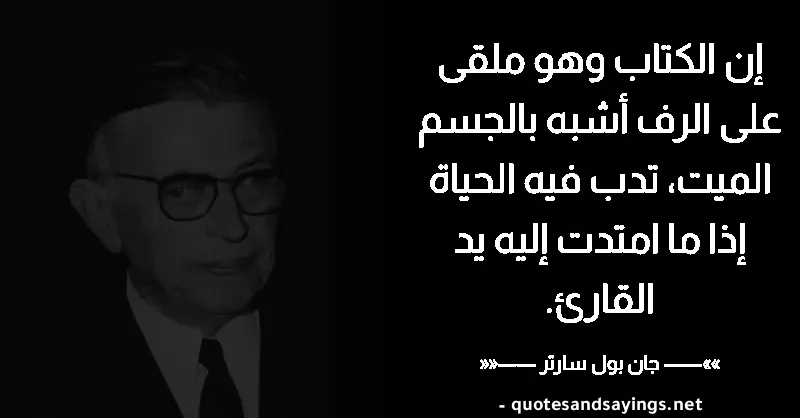 إن الكتاب وهو ملقى
على الرف أشبه بالجسم
الميت، تدب فيه الحياة
إذا ما امتدت إليه يد
القارئ.
»»—— جان بول سارتر ——««
- quotesandsayings.net